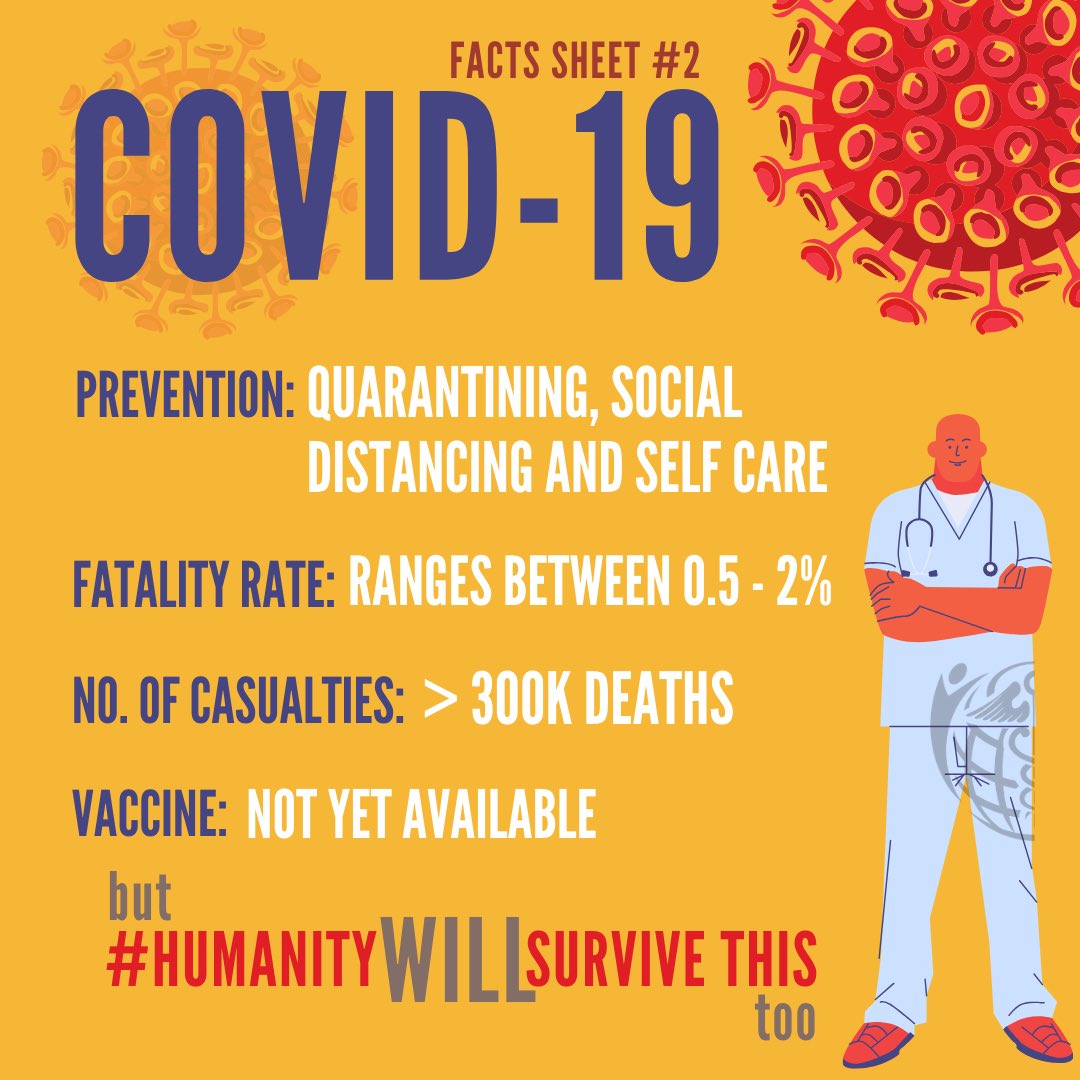 FACTS SHEET #2
COVID-19
PREVENTION: QUARANTINING, SOCIAL
DISTANCING AND SELF CARE
FATALITY RATE: RANGES BETWEEN 0.5 - 2%
NO. OF CASUALTIES: > 300K DEATHS
VACCINE: NOT YET AVAILABLE
but
#HUMANITY WILL SURVIVE THIS
too